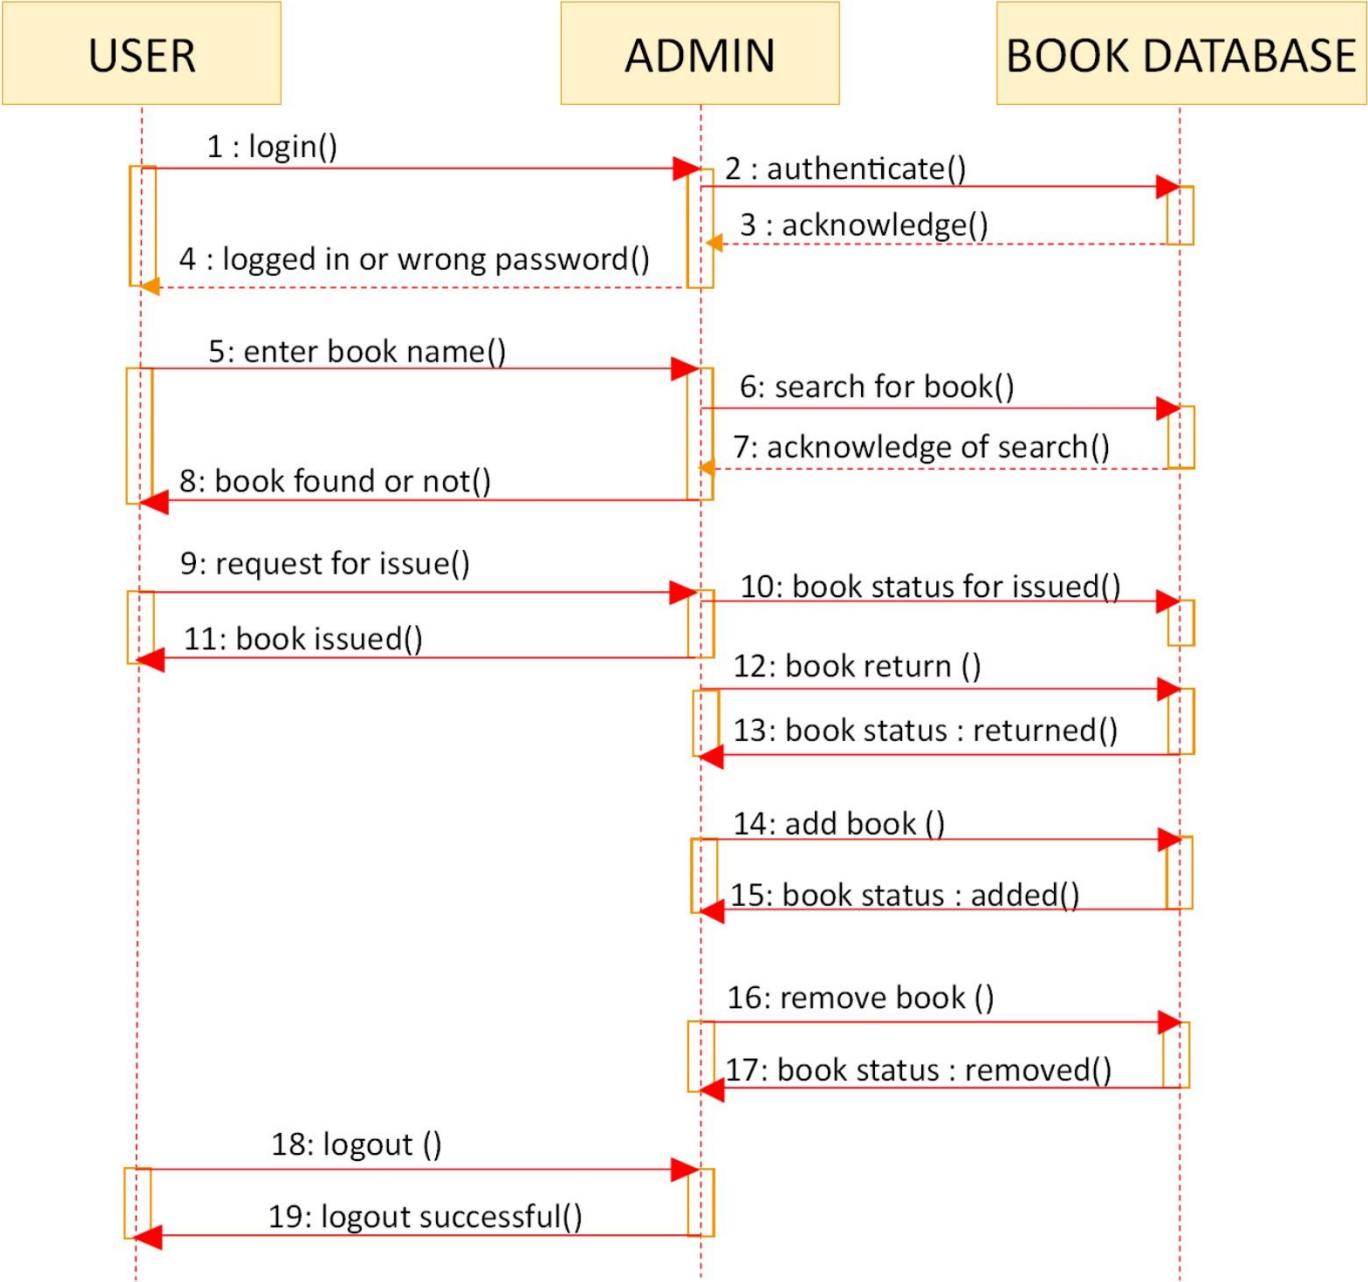 USER
ADMIN
BOOK DATABASE
1 : login()
2 : authenticate()
3 : acknowledge()
4 : logged in or wrong password()
5: enter book name()
6: search for book()
7: acknowledge of search()
8: book found or not()
9: request for issue()
10: book status for issued()
11: book issued()
12: book return ()
13: book status : returned()
14: add book ()
15: book status : added()
16: remove book ()
17: book status : removed()
18: logout ()
19: logout successful()